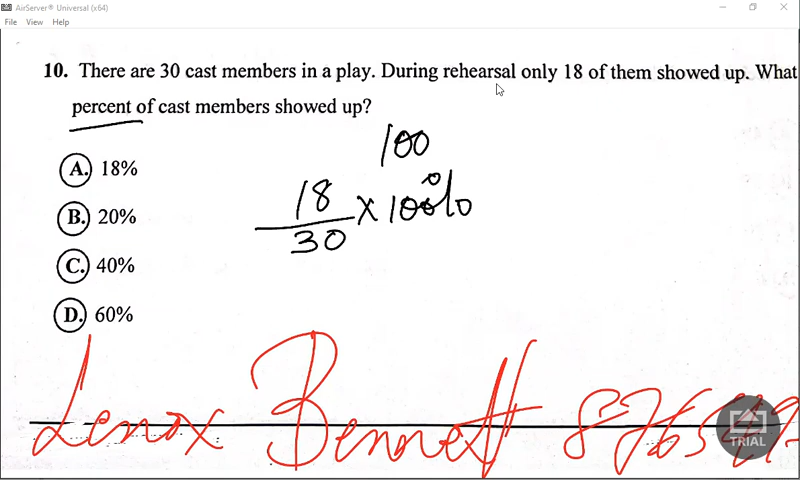 AirServer® Universal (x64)
File View Help
10. There are 30 cast members in a play. During rehearsal only 18 of them showed up. What
percent of cast members showed up?
100
A. 18%
18
x 100%
B. 20%
30
C. 40%
D. 60%
Lenox Bennett
TRIAL